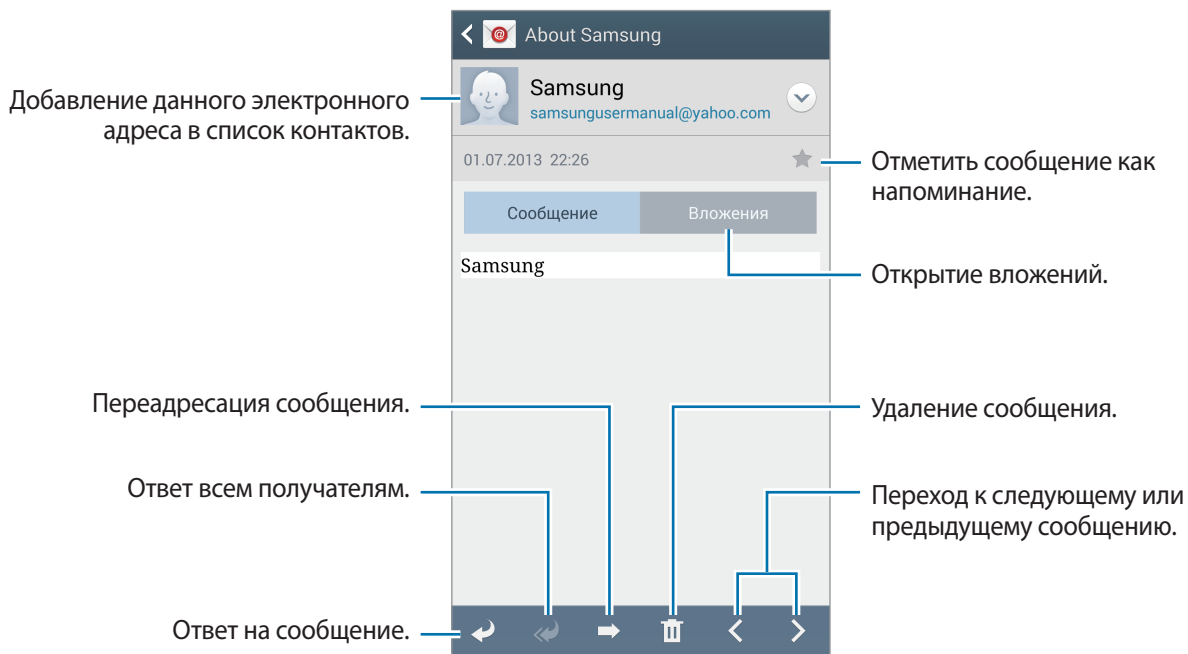 About Samsung
Добавление данного электронного
адреса в список контактов.
Samsung
samsungusermanual@yahoo.com
01.07.2013 22:26
Отметить сообщение как
напоминание.
Сообщение
Вложения
Samsung
Открытие вложений.
Переадресация сообщения.
Удаление сообщения.
Ответ всем получателям.
Переход к следующему или
предыдущему сообщению.
Ответ на сообщение.